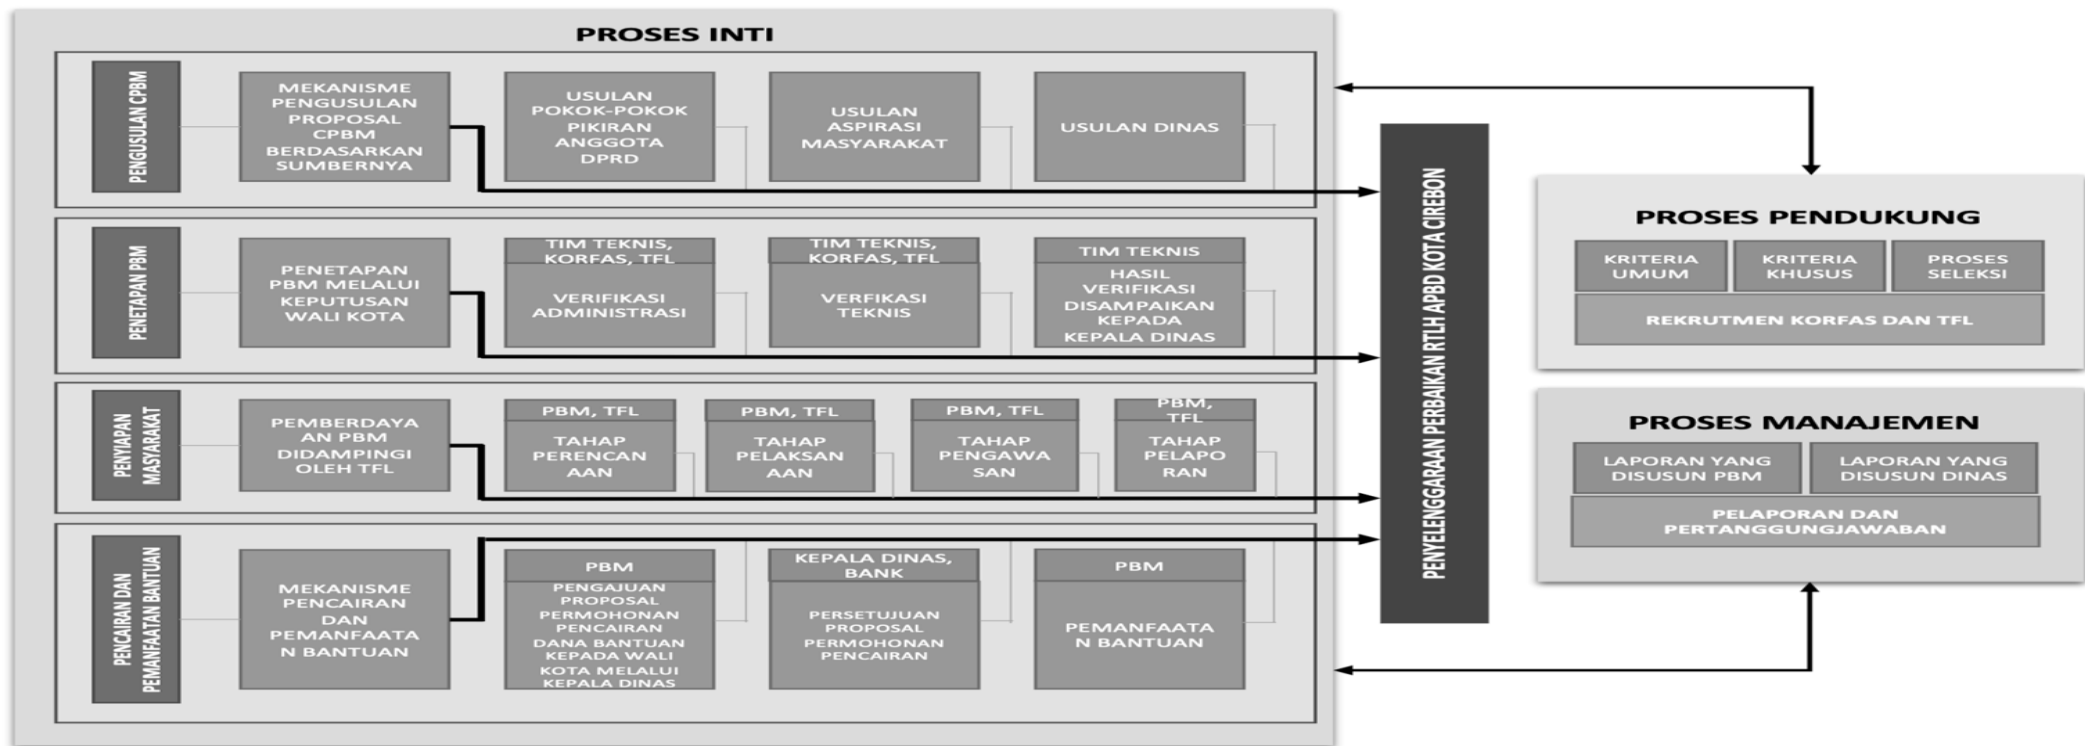 PROSES INTI
PENGUSULAN CPBM
MEKANISME
PENGUSULAN
PROPOSAL
CPBM
BERDASARKAN
SUMBERNYA
USULAN
POKOK-POKOK
PIKIRAN
ANGGOTA
DPRD
USULAN
ASPIRASI
MASYARAKAT
USULAN DINAS
PENETAPAN PBM
PENETAPAN
PBM MELALUI
KEPUTUSAN
WALI KOTA
TIM TEKNIS,
KORFAS, TFL
VERIFIKASI
ADMINISTRASI
TIM TEKNIS,
KORFAS, TFL
VERFIKASI
TEKNIS
TIM TEKNIS
HASIL
VERIFIKASI
DISAMPAIKAN
KEPADA
KEPALA DINAS
PENYIAPAN
MASYARAKAT
PEMBERDAYA
AN PBM
DIDAMPINGI
OLEH TFL
PBM, TFL
TAHAP
PERENCAN
AAN
PBM, TFL
TAHAP
PELAKSAN
AAN
PBM, TFL
TAHAP
PENGAWA
SAN
PBM,
TFL
TAHAP
PELAPO
RAN
PENCAIRAN DAN
PEMANFAATAN BANTUAN
MEKANISME
PENCAIRAN
DAN
PEMANFAATA
N BANTUAN
PBM
PENGAJUAN
PROPOSAL
PERMOHONAN
PENCAIRAN
DANA BANTUAN
KEPADA WALI
KOTA MELALUI
KEPALA DINAS
KEPALA DINAS,
BANK
PERSETUJUAN
PROPOSAL
PERMOHONAN
PENCAIRAN
PBM
PEMANFAATA
N BANTUAN
PENYELENGGARAAN PERBAIKAN RTLH APBD KOTA CIREBON
PROSES PENDUKUNG
KRITERIA
UMUM
KRITERIA
KHUSUS
PROSES
SELEKSI
REKRUTMEN KORFAS DAN TFL
PROSES MANAJEMEN
LAPORAN YANG
DISUSUN PBM
LAPORAN YANG
DISUSUN DINAS
PELAPORAN DAN
PERTANGGUNGJAWABAN